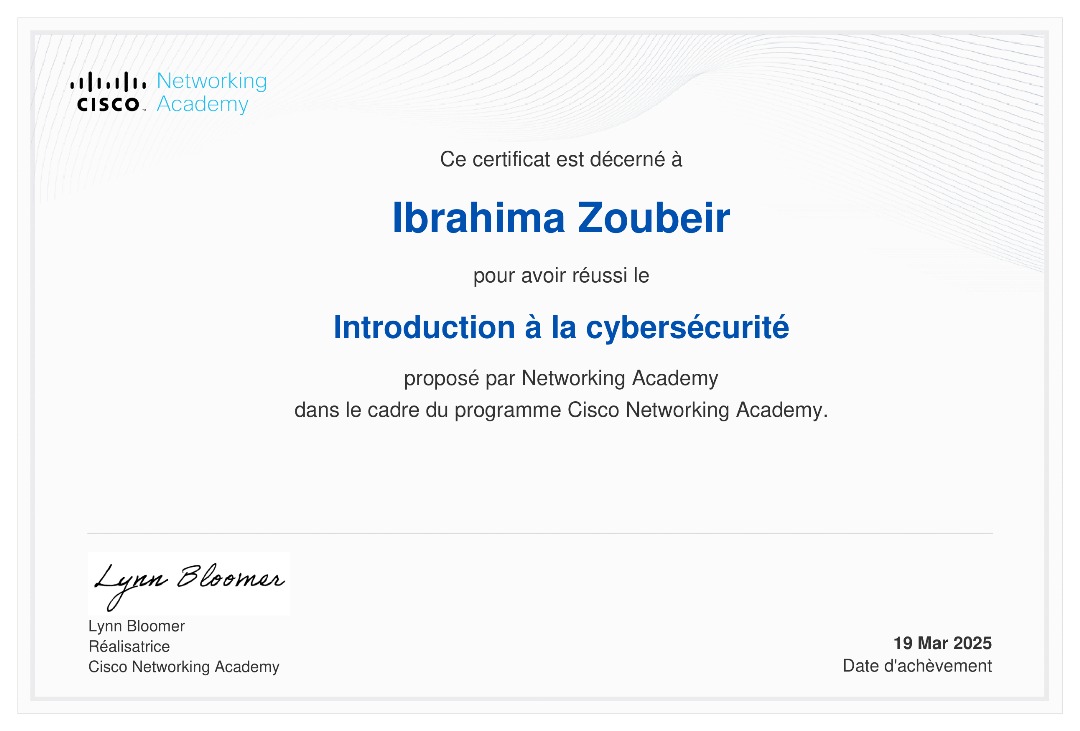 CISCO Networking
Academy
Ce certificat est décerné à
Ibrahima Zoubeir
pour avoir réussi le
Introduction à la cybersécurité
proposé par Networking Academy
dans le cadre du programme Cisco Networking Academy.
Lynn Bloomer
Lynn Bloomer
Réalisatrice
Cisco Networking Academy
19 Mar 2025
Date d'achèvement